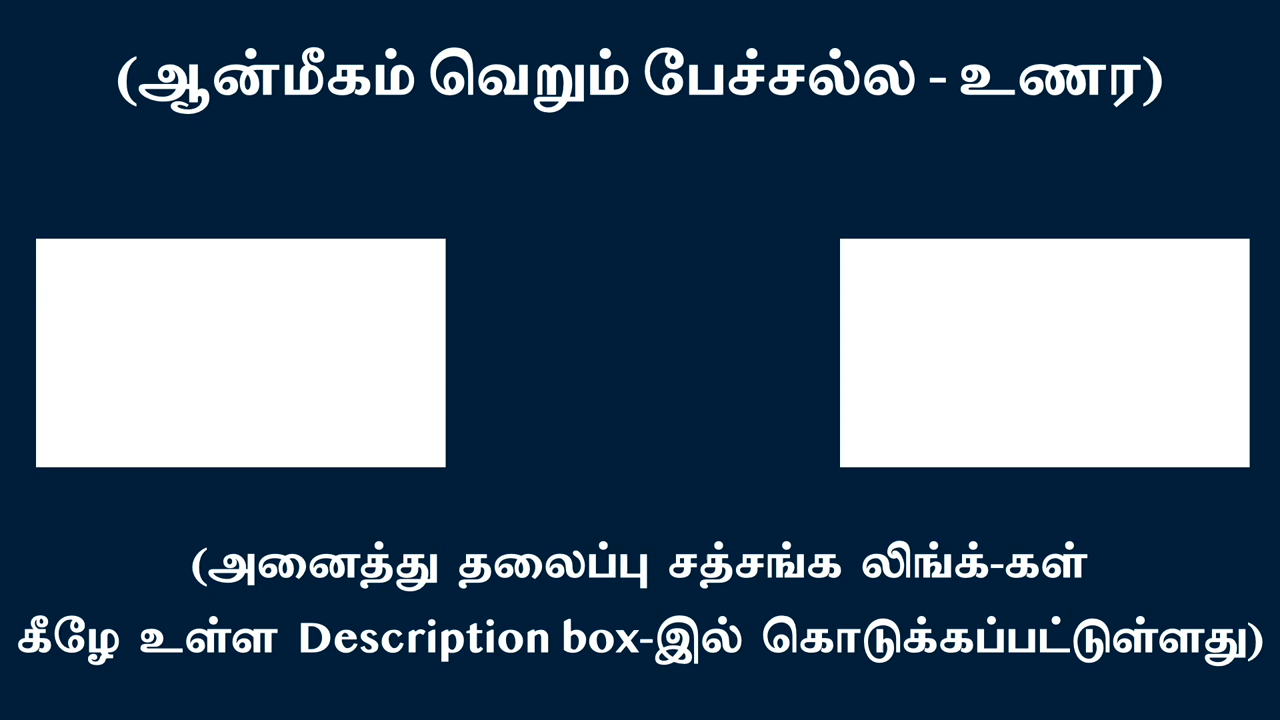 (ஆன்மீகம் வெறும் பேச்சல்ல - உணர)
(அனைத்து தலைப்பு சத்சங்க லிங்க்-கள்
கீழே உள்ள Description box-இல் கொடுக்கப்பட்டுள்ளது)